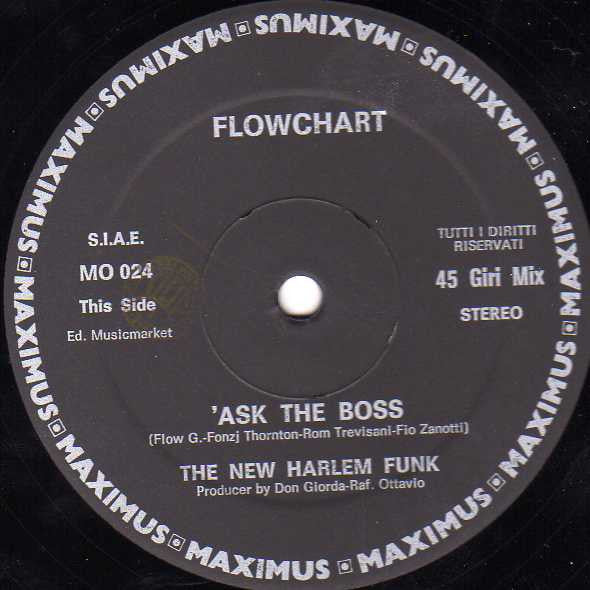 MAXIMUS MAXIMUS MAXIMUS MAXIMUS MAXIMUS MAXIMUS MAXIMUS MAXIMUS MAXIMUS MAXIMUS MAXIMUS
FLOWCHART
S.I.A.E.
MO 024
This Side
Ed. Musicmarket
TUTTI I DIRITTI
RISERVATI
45 Giri Mix
STEREO
'ASK THE BOSS
(Flow G.-Fonzj Thornton-Rom Trevisani-Fio Zanotti)
THE NEW HARLEM FUNK
Producer by Don Giorda-Raf. Ottavio